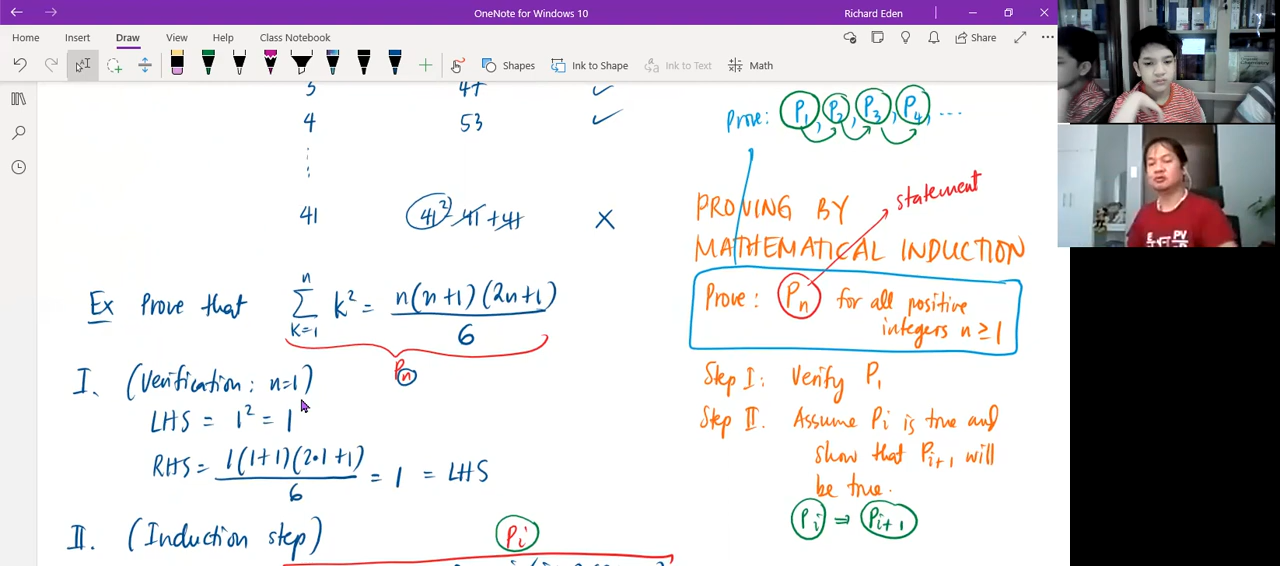 OneNote for Windows 10
Richard Eden
Home Insert Draw View Help Class Notebook
Share
Shapes Ink to Shape Ink to Text Math
3 47 ✓
4 53 ✓
⋮
41 41² - 41 + 41 X
Ex Prove that n ∑ k=1 k² = n(n+1)(2n+1) / 6
Pn
I. (Verification: n=1)
LHS = 1² = 1
RHS = 1(1+1)(2·1+1) / 6 = 1 = LHS
II. (Induction step)
Pi
Prove: P1, P2, P3, P4, ...
statement
PROVING BY
MATHEMATICAL INDUCTION
Prove: Pn for all positive
integers n ≥ 1
Step I: Verify P1
Step II. Assume Pi is true and
show that Pi+1 will
be true.
Pi ⇒ Pi+1